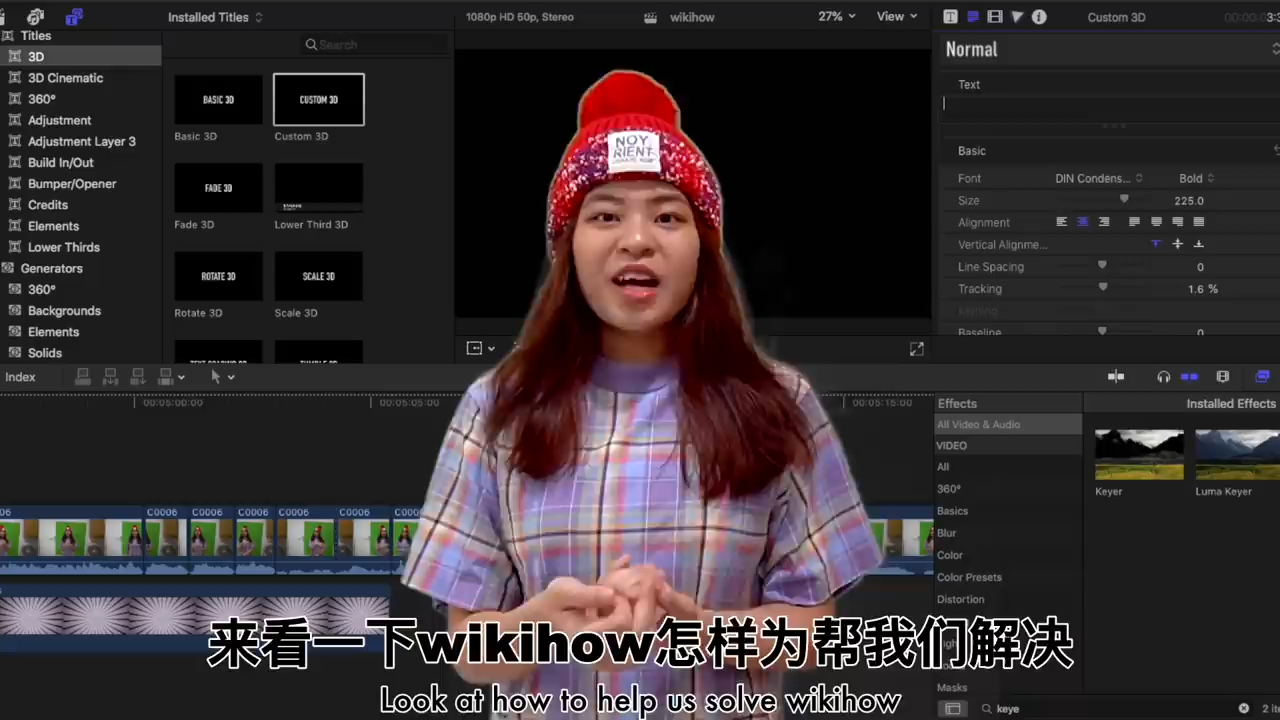 Installed Titles
1080p HD 50p, Stereo
wikihow
27%
View
Custom 3D
Titles
3D
3D Cinematic
360°
Adjustment
Adjustment Layer 3
Build In/Out
Bumper/Opener
Credits
Elements
Lower Thirds
Generators
360°
Backgrounds
Elements
Solids
Search
BASIC 3D
CUSTOM 3D
Basic 3D
Custom 3D
FADE 3D
Fade 3D
Lower Third 3D
ROTATE 3D
SCALE 3D
Rotate 3D
Scale 3D
NOY
RIENT
Normal
Text
Basic
Font
DIN Condens...
Bold
Size
225.0
Alignment
Vertical Alignme...
Line Spacing
0
Tracking
1.6 %
Baseline
0
Index
00:05:00:00
00:05:05:00
00:05:15:00
C0006
C0006
C0006
C0006
C0006
Effects
Installed Effects
All Video & Audio
VIDEO
All
360°
Basics
Blur
Color
Color Presets
Distortion
Masks
Keyer
Luma Keyer
keye
来看一下wikihow怎样为帮我们解决
Look at how to help us solve wikihow